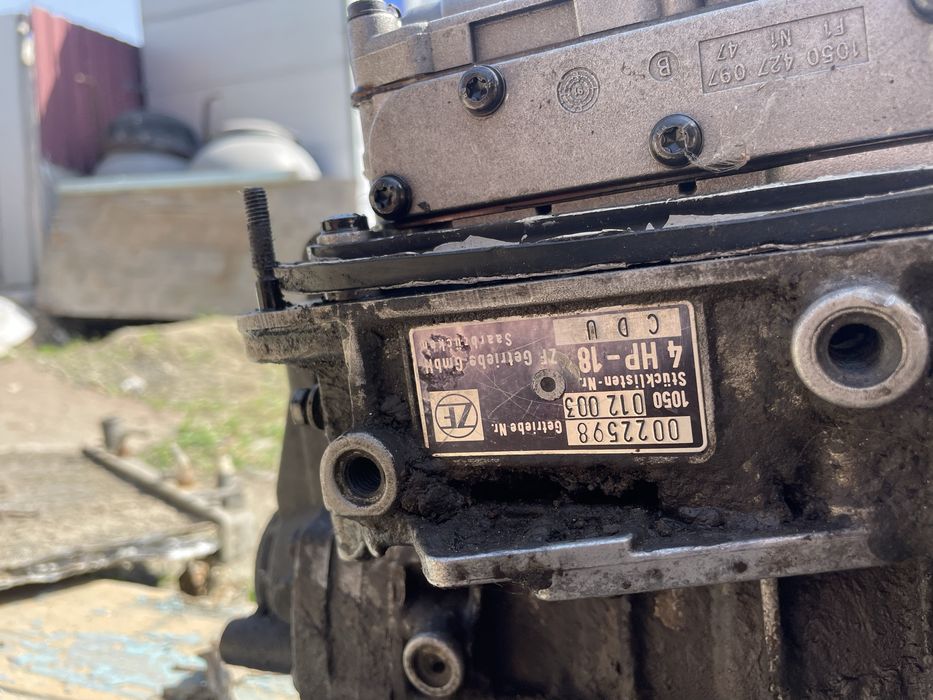 B
1050 427 097
47 N1
F1
0022598 Getriebe Nr.
ZF
1050 012 003
Stücklisten-Nr.
4 HP-18 ZF Getriebe GmbH
C D U Saarbrücken